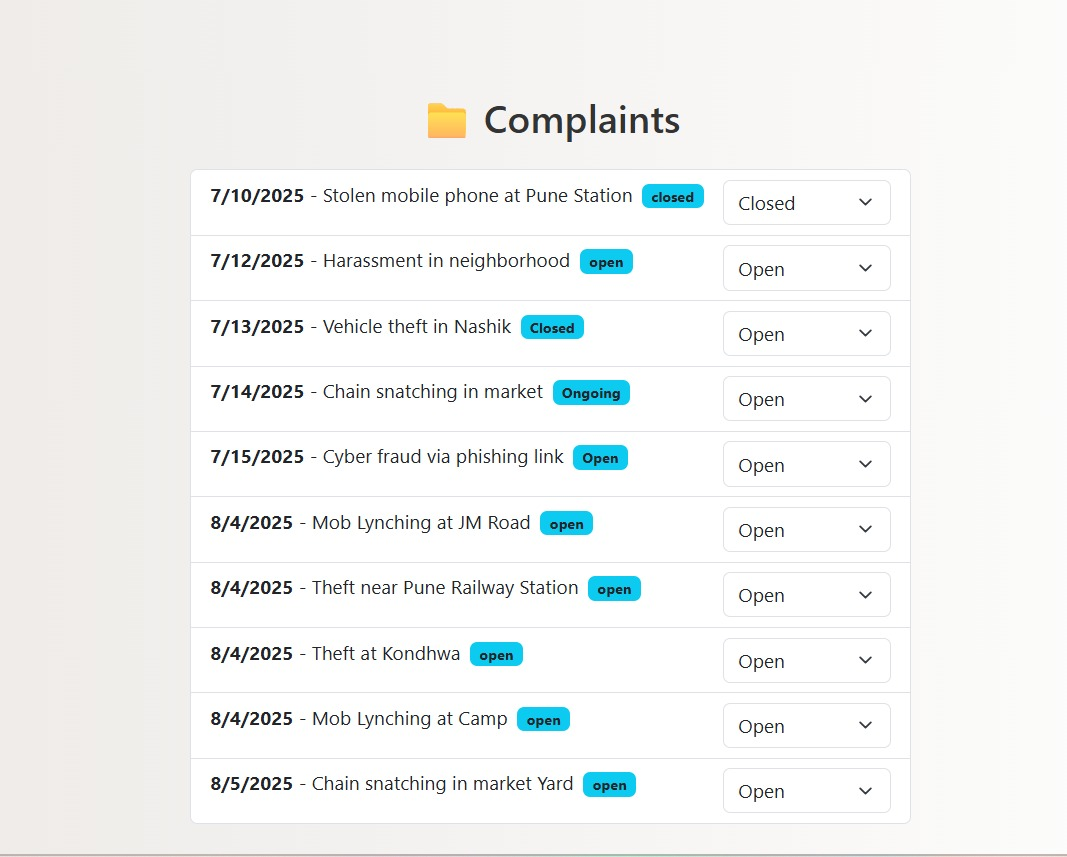 Complaints
7/10/2025 - Stolen mobile phone at Pune Station closed Closed
7/12/2025 - Harassment in neighborhood open Open
7/13/2025 - Vehicle theft in Nashik Closed Open
7/14/2025 - Chain snatching in market Ongoing Open
7/15/2025 - Cyber fraud via phishing link Open Open
8/4/2025 - Mob Lynching at JM Road open Open
8/4/2025 - Theft near Pune Railway Station open Open
8/4/2025 - Theft at Kondhwa open Open
8/4/2025 - Mob Lynching at Camp open Open
8/5/2025 - Chain snatching in market Yard open Open